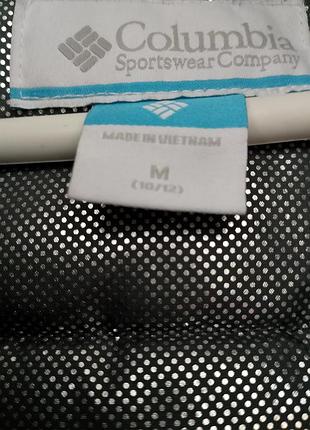 Columbia
Sportswear Company
MADE IN VIETNAM
M
(10/12)